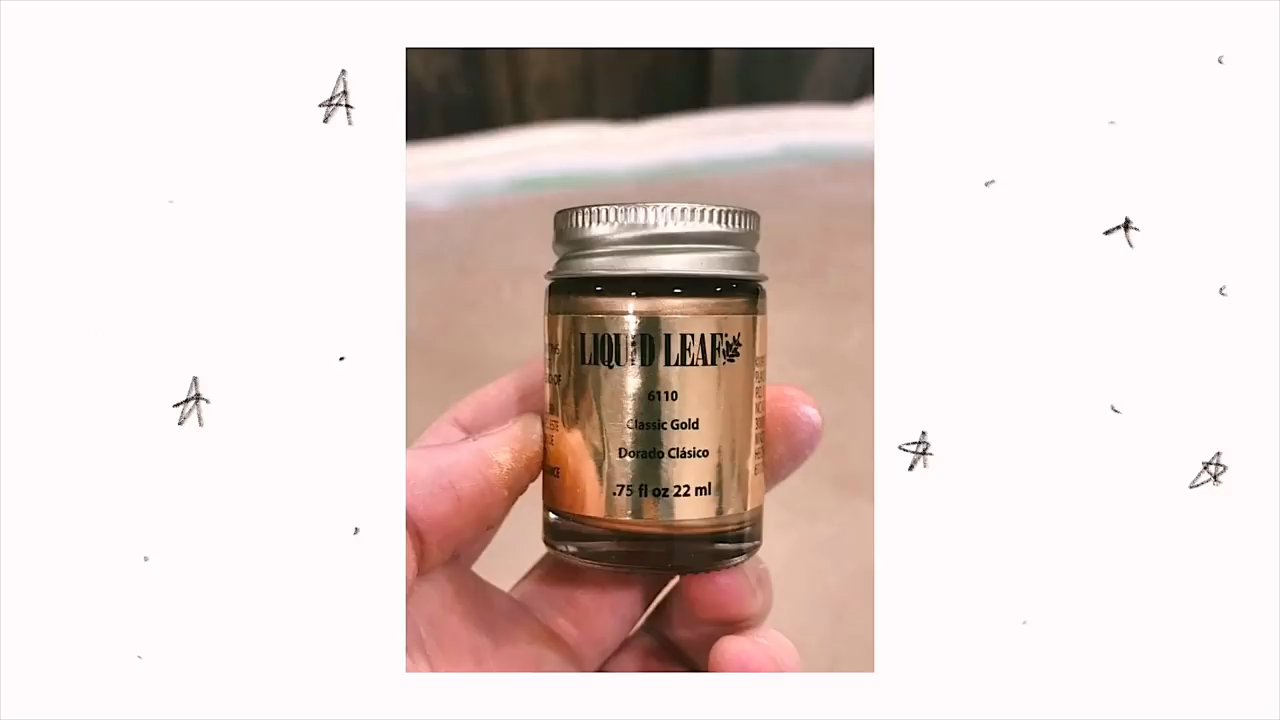 LIQUID LEAF
6110
Classic Gold
Dorado Clásico
.75 fl oz 22 ml